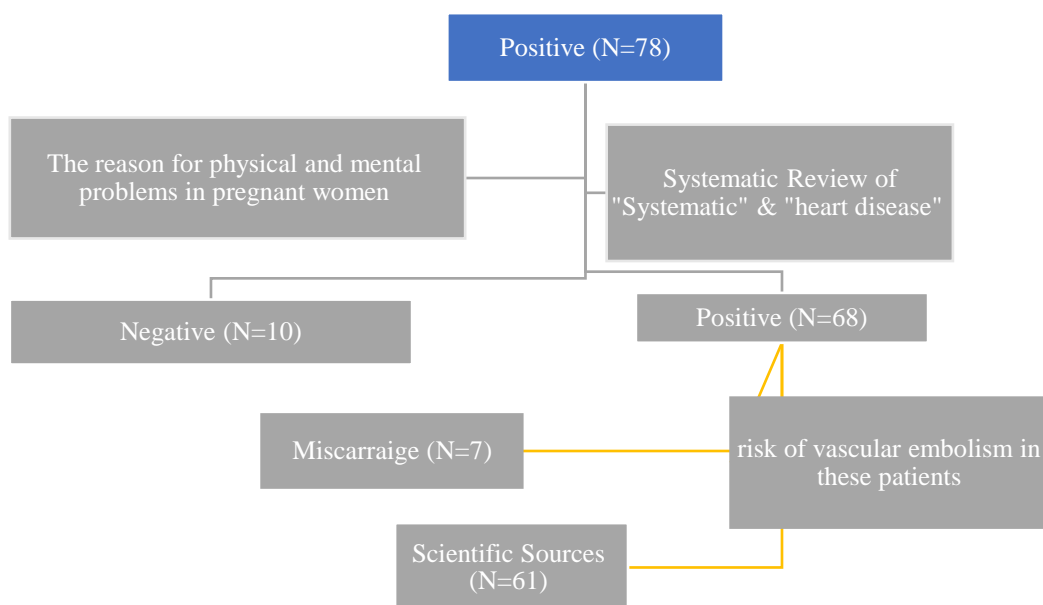 Positive (N=78)
The reason for physical and mental
problems in pregnant women
Systematic Review of
"Systematic" & "heart disease"
Negative (N=10)
Positive (N=68)
Miscarraige (N=7)
risk of vascular embolism in
these patients
Scientific Sources
(N=61)